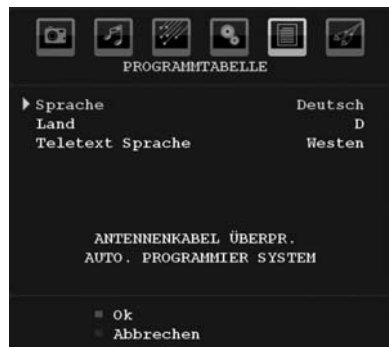 PROGRAMMTABELLE
Sprache Deutsch
Land D
Teletext Sprache Westen
ANTENNENKABEL ÜBERPR.
AUTO. PROGRAMMIER SYSTEM
Ok
Abbrechen